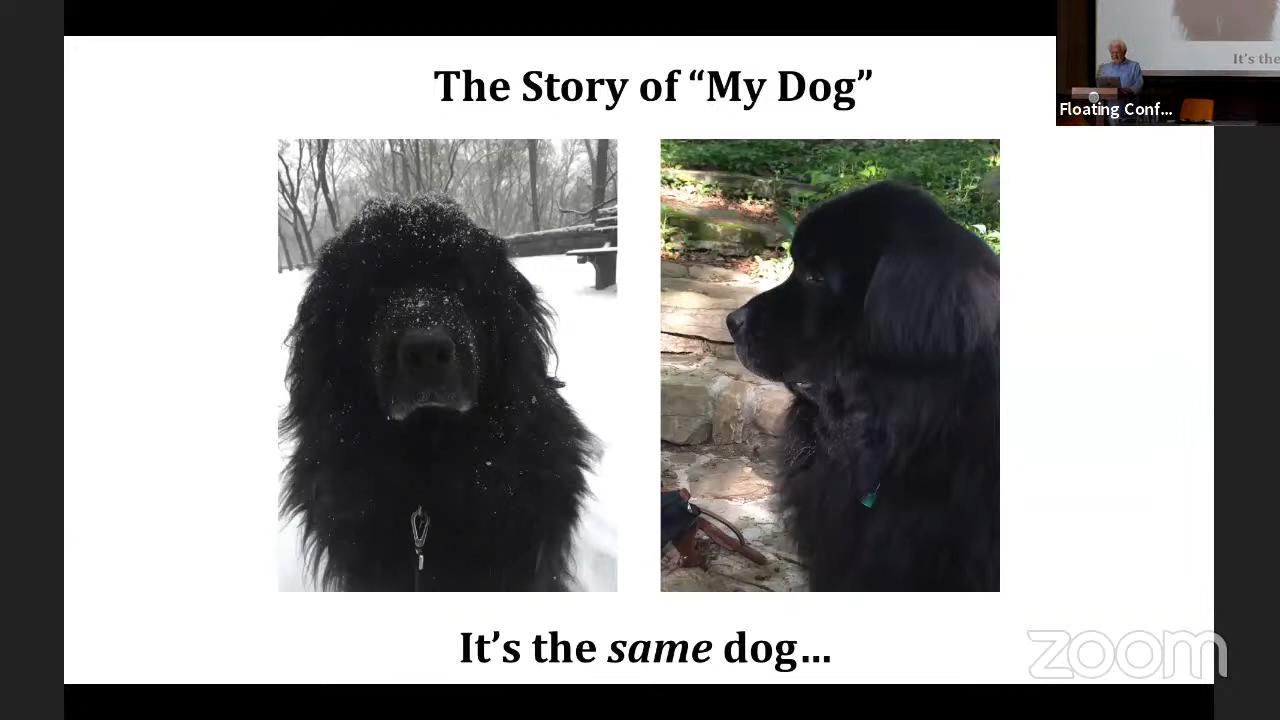 The Story of “My Dog”
It's the
Floating Conf...
It’s the same dog...
zoom